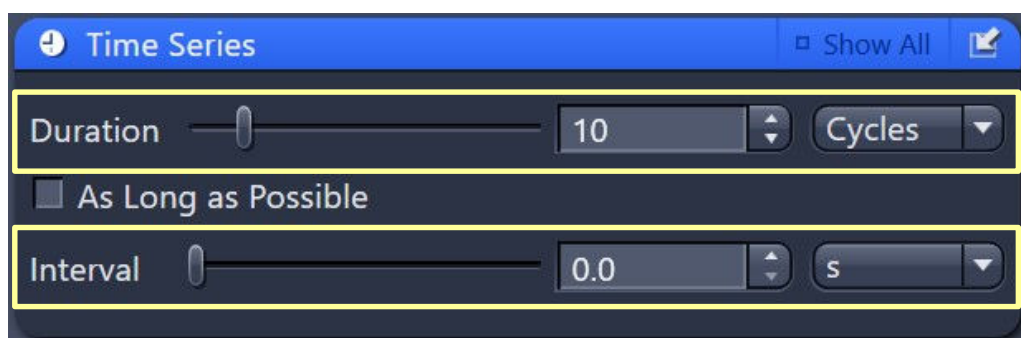 Time Series Show All
Duration 10 Cycles
As Long as Possible
Interval 0.0 s